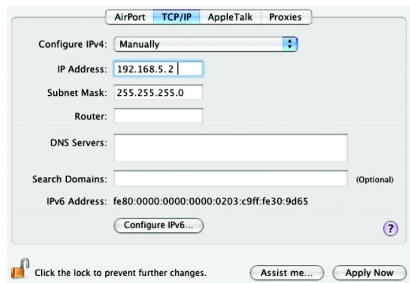 AirPort TCP/IP AppleTalk Proxies
Configure IPv4: Manually
IP Address: 192.168.5.2
Subnet Mask: 255.255.255.0
Router:
DNS Servers:
Search Domains: (Optional)
IPv6 Address: fe80:0000:0000:0000:0203:c9ff:fe30:9d65
Configure IPv6...
?
Click the lock to prevent further changes. Assist me... Apply Now